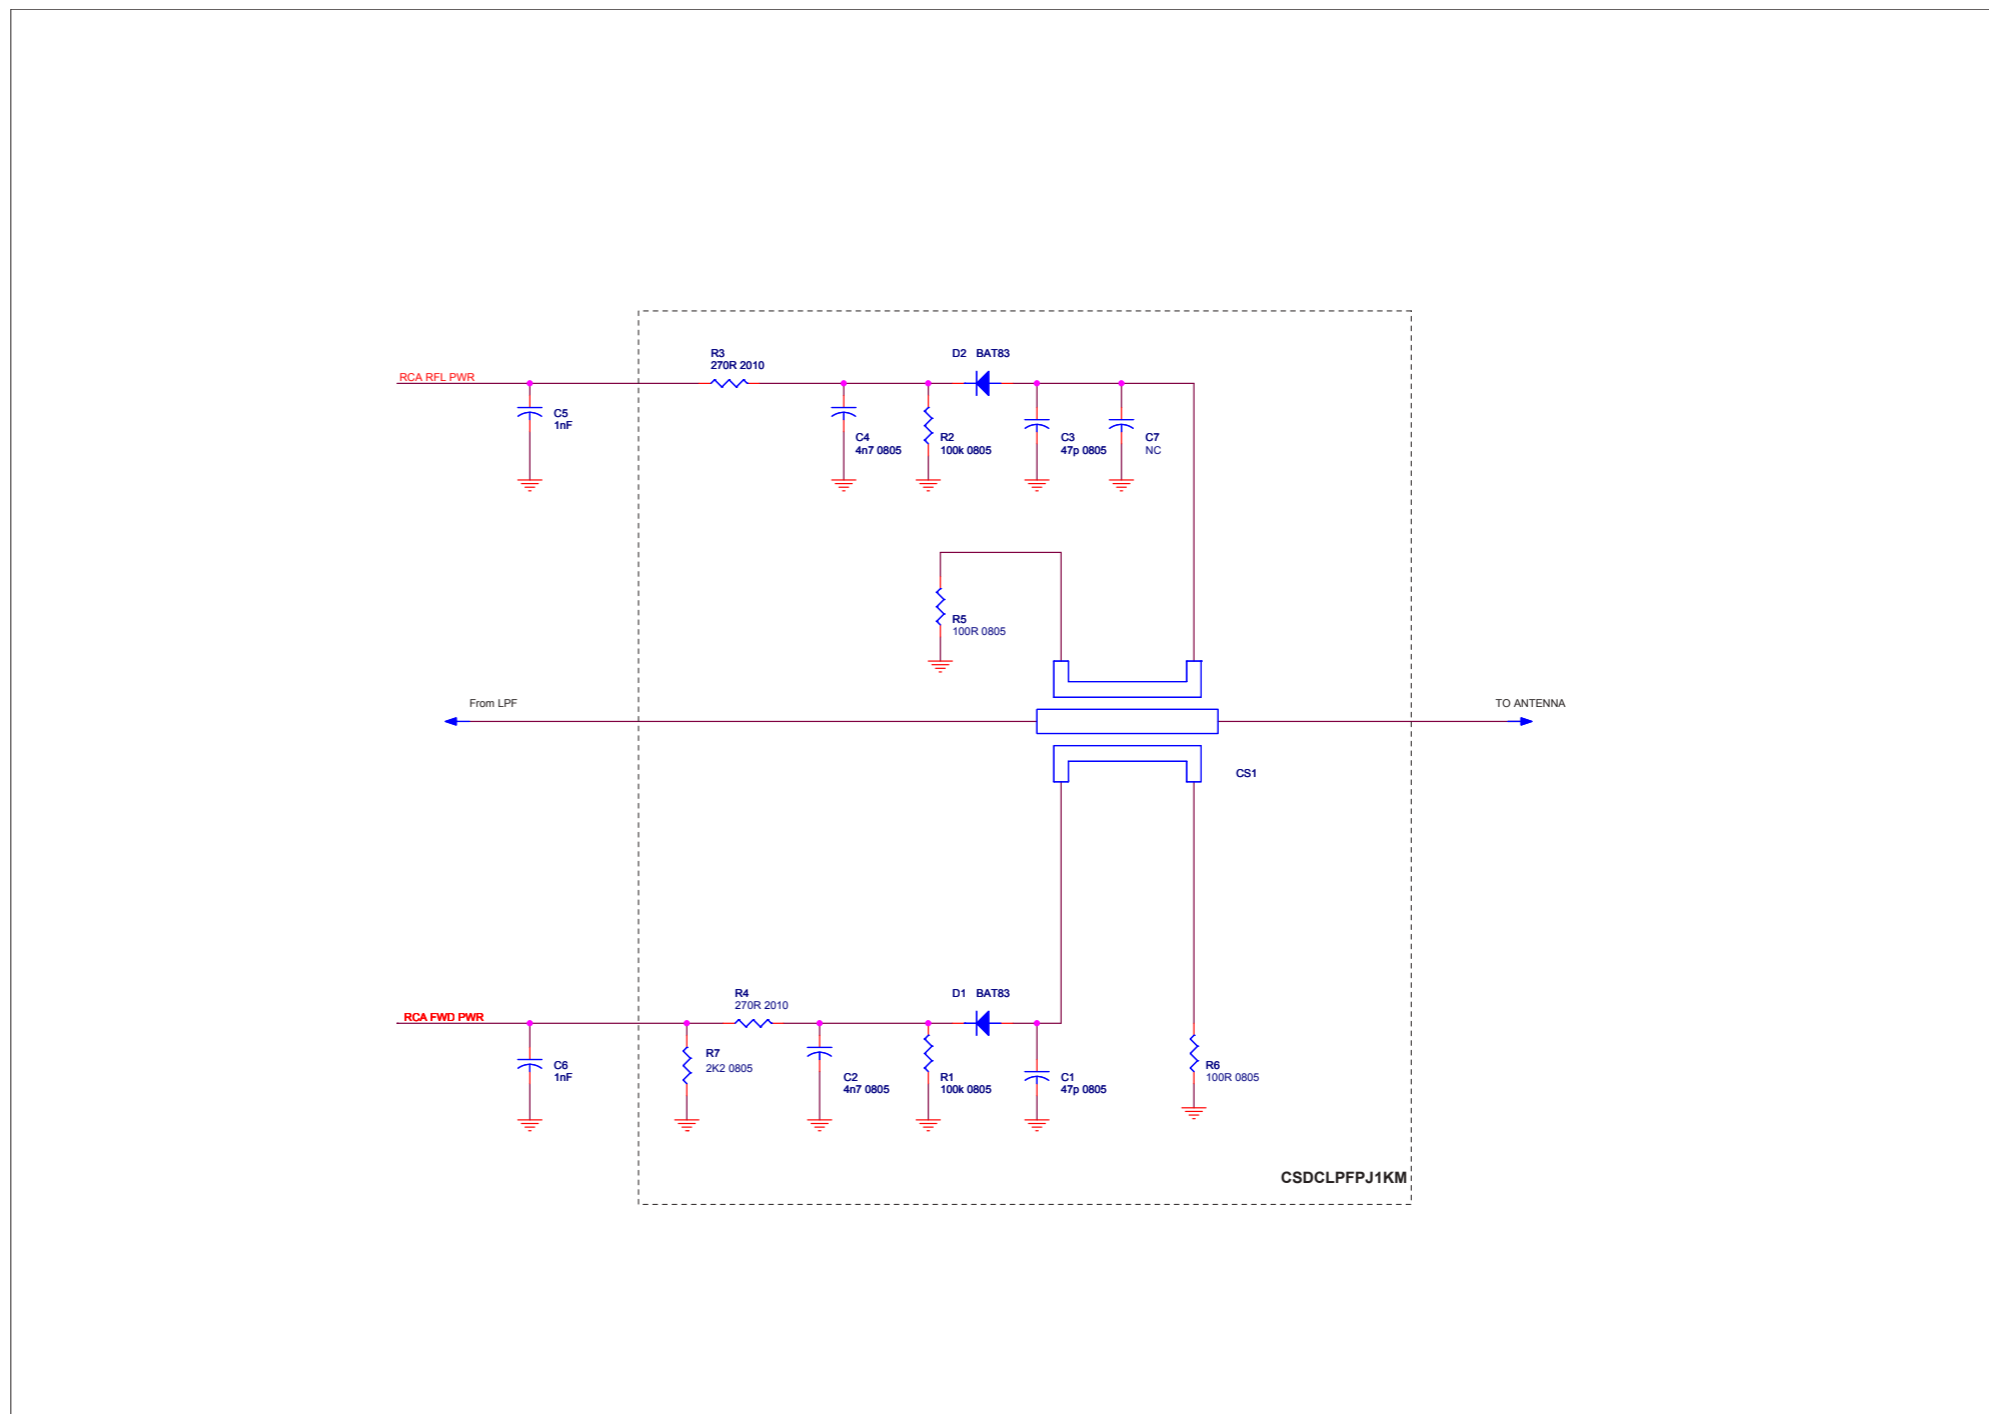 R3
270R 2010
D2 BAT83
RCA RFL PWR
C5
1nF
C4
4n7 0805
R2
100k 0805
C3
47p 0805
C7
NC
R5
100R 0805
From LPF
TO ANTENNA
CS1
R4
270R 2010
D1 BAT83
RCA FWD PWR
C6
1nF
R7
2K2 0805
C2
4n7 0805
R1
100k 0805
C1
47p 0805
R6
100R 0805
CSDCLPFPJ1KM